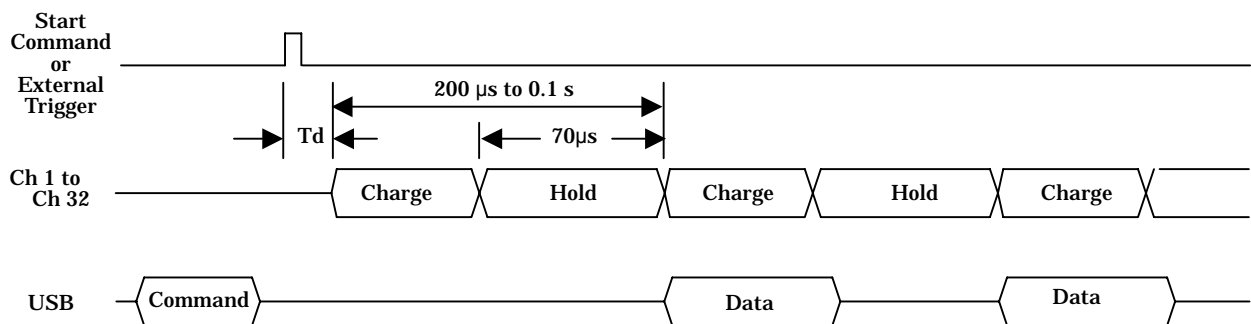 Start
Command
or
External
Trigger
200 µs to 0.1 s
Td
70µs
Ch 1 to
Ch 32
Charge
Hold
Charge
Hold
Charge
USB
Command
Data
Data